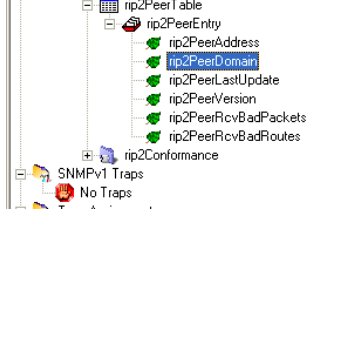 rip2PeerTable
rip2PeerEntry
rip2PeerAddress
rip2PeerDomain
rip2PeerLastUpdate
rip2PeerVersion
rip2PeerRcvBadPackets
rip2PeerRcvBadRoutes
rip2Conformance
SNMPv1 Traps
No Traps